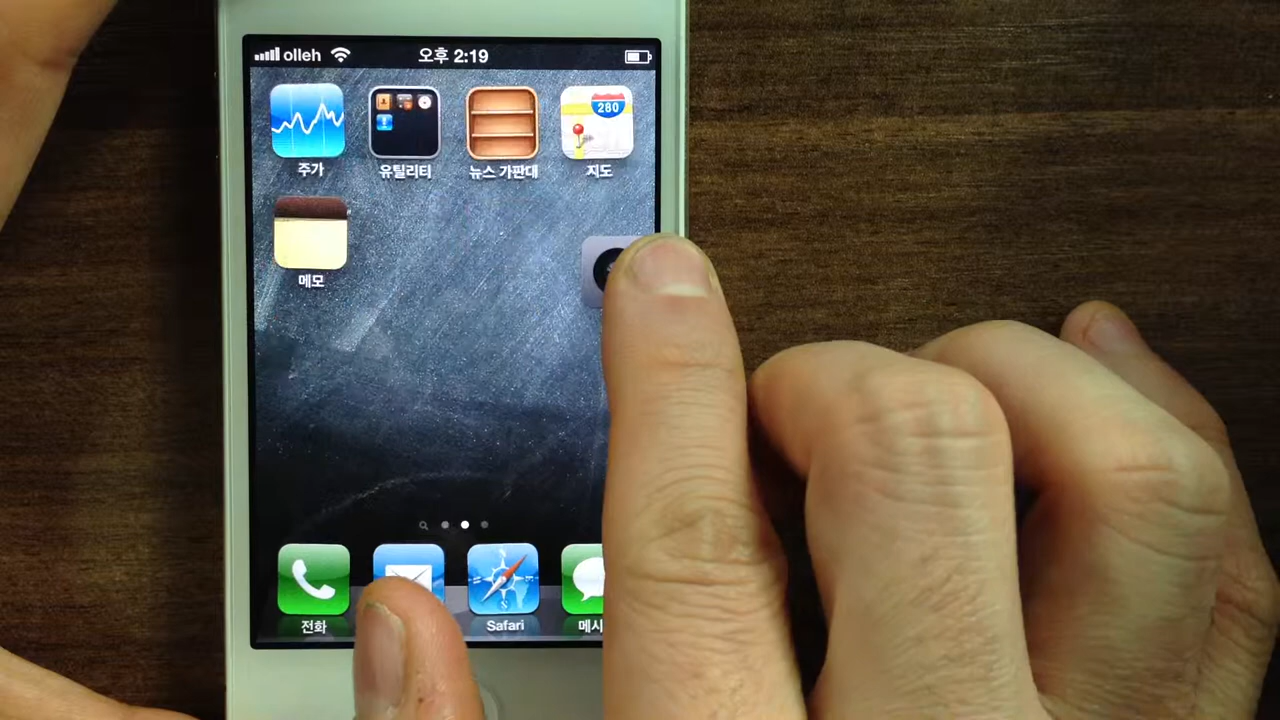 olleh 오후 2:19
주가 유틸리티 뉴스 가판대 지도
280
메모
전화 Safari 메시